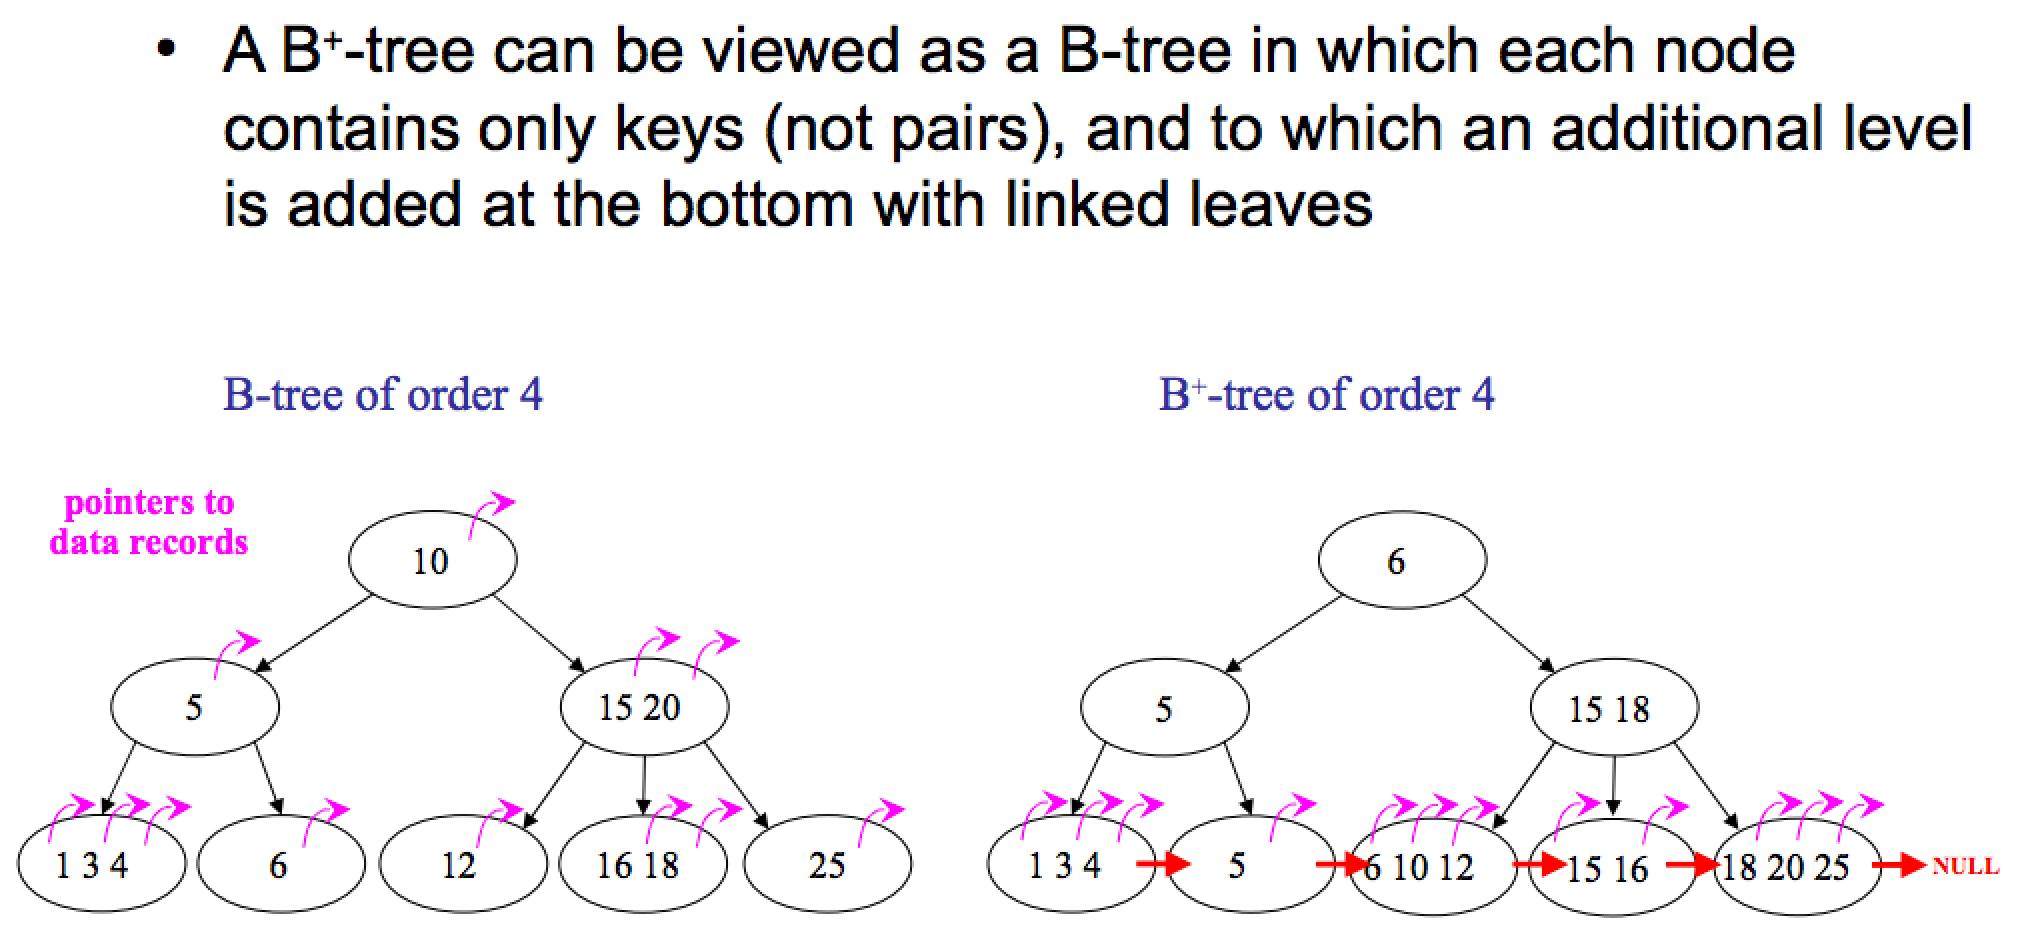 • A B⁺-tree can be viewed as a B-tree in which each node
contains only keys (not pairs), and to which an additional level
is added at the bottom with linked leaves
B-tree of order 4
B⁺-tree of order 4
pointers to
data records
10
5
15 20
1 3 4
6
12
16 18
25
6
5
15 18
1 3 4
5
6 10 12
15 16
18 20 25
NULL